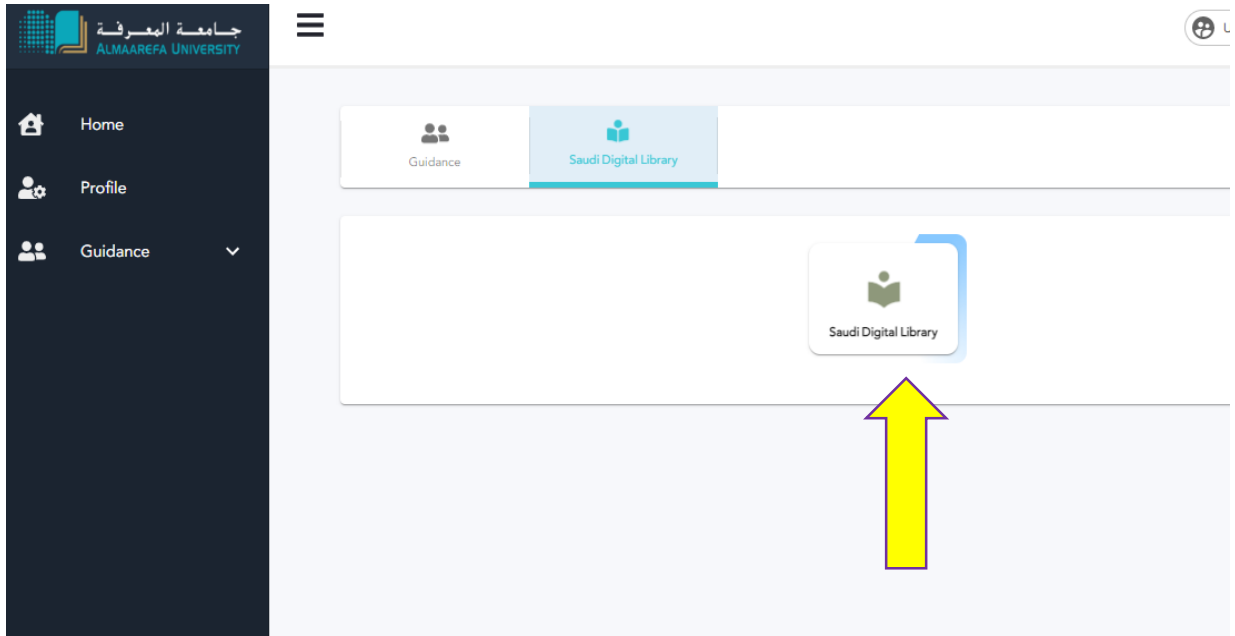 جامعة المعرفة
ALMAAREFA UNIVERSITY
Home
Profile
Guidance
Guidance
Saudi Digital Library
Saudi Digital Library